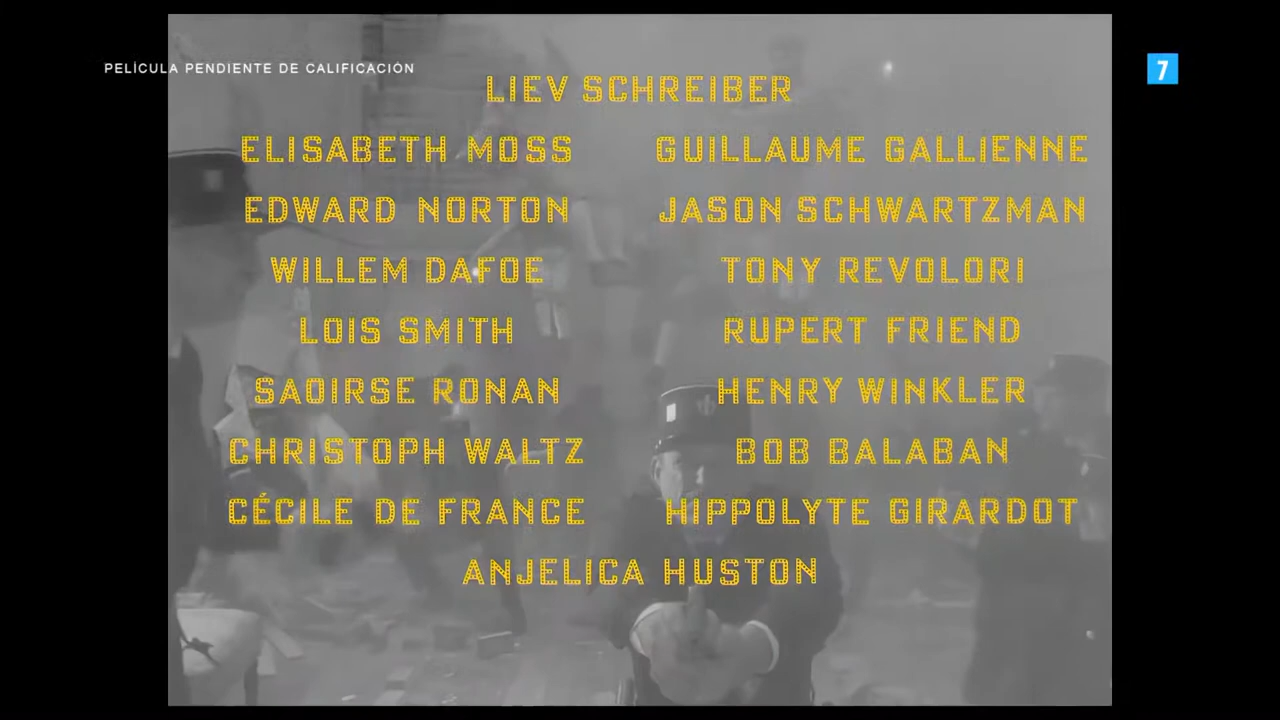 PELÍCULA PENDIENTE DE CALIFICACIÓN
7
LIEV SCHREIBER
ELISABETH MOSS GUILLAUME GALLIENNE
EDWARD NORTON JASON SCHWARTZMAN
WILLEM DAFOE TONY REVOLORI
LOIS SMITH RUPERT FRIEND
SAOIRSE RONAN HENRY WINKLER
CHRISTOPH WALTZ BOB BALABAN
CÉCILE DE FRANCE HIPPOLYTE GIRARDOT
ANJELICA HUSTON